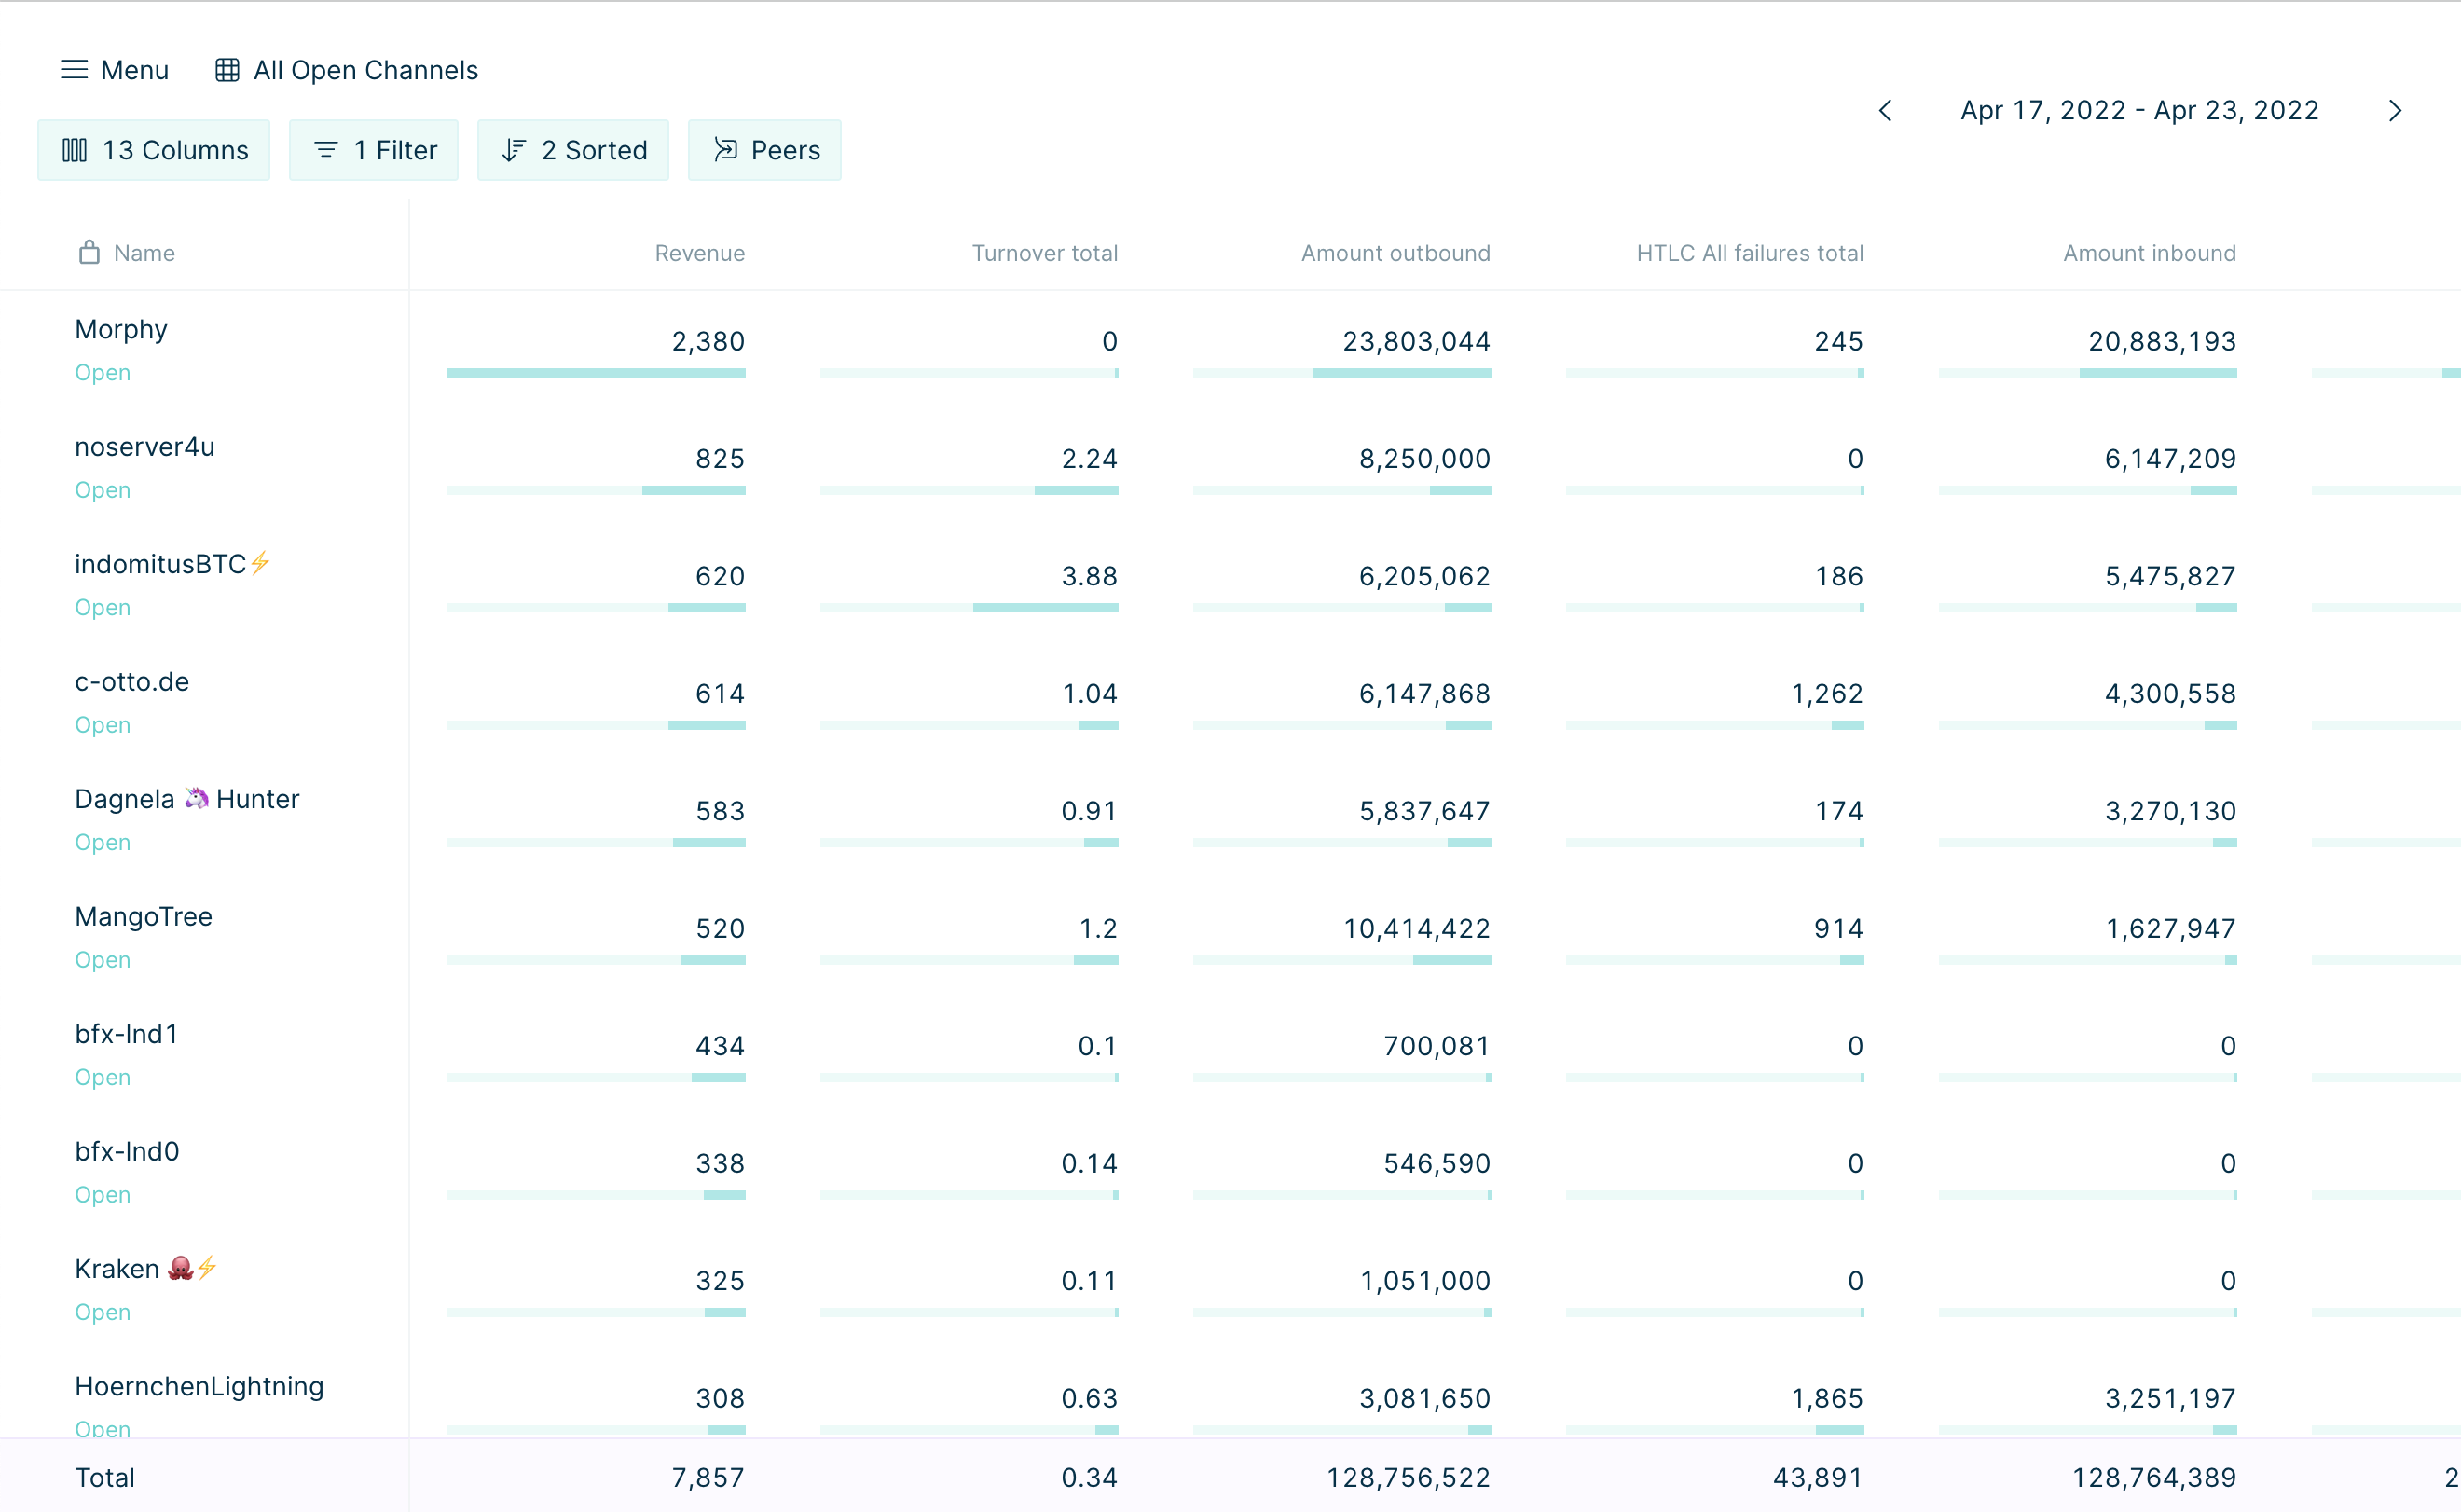 Menu All Open Channels
Apr 17, 2022 - Apr 23, 2022
13 Columns 1 Filter 2 Sorted Peers
Name Revenue Turnover total Amount outbound HTLC All failures total Amount inbound
Morphy 2,380 0 23,803,044 245 20,883,193
Open
noserver4u 825 2.24 8,250,000 0 6,147,209
Open
indomitusBTC⚡ 620 3.88 6,205,062 186 5,475,827
Open
c-otto.de 614 1.04 6,147,868 1,262 4,300,558
Open
Dagnela 🦄 Hunter 583 0.91 5,837,647 174 3,270,130
Open
MangoTree 520 1.2 10,414,422 914 1,627,947
Open
bfx-lnd1 434 0.1 700,081 0 0
Open
bfx-lnd0 338 0.14 546,590 0 0
Open
Kraken 🐙⚡ 325 0.11 1,051,000 0 0
Open
HoernchenLightning 308 0.63 3,081,650 1,865 3,251,197
Open
Total 7,857 0.34 128,756,522 43,891 128,764,389 2